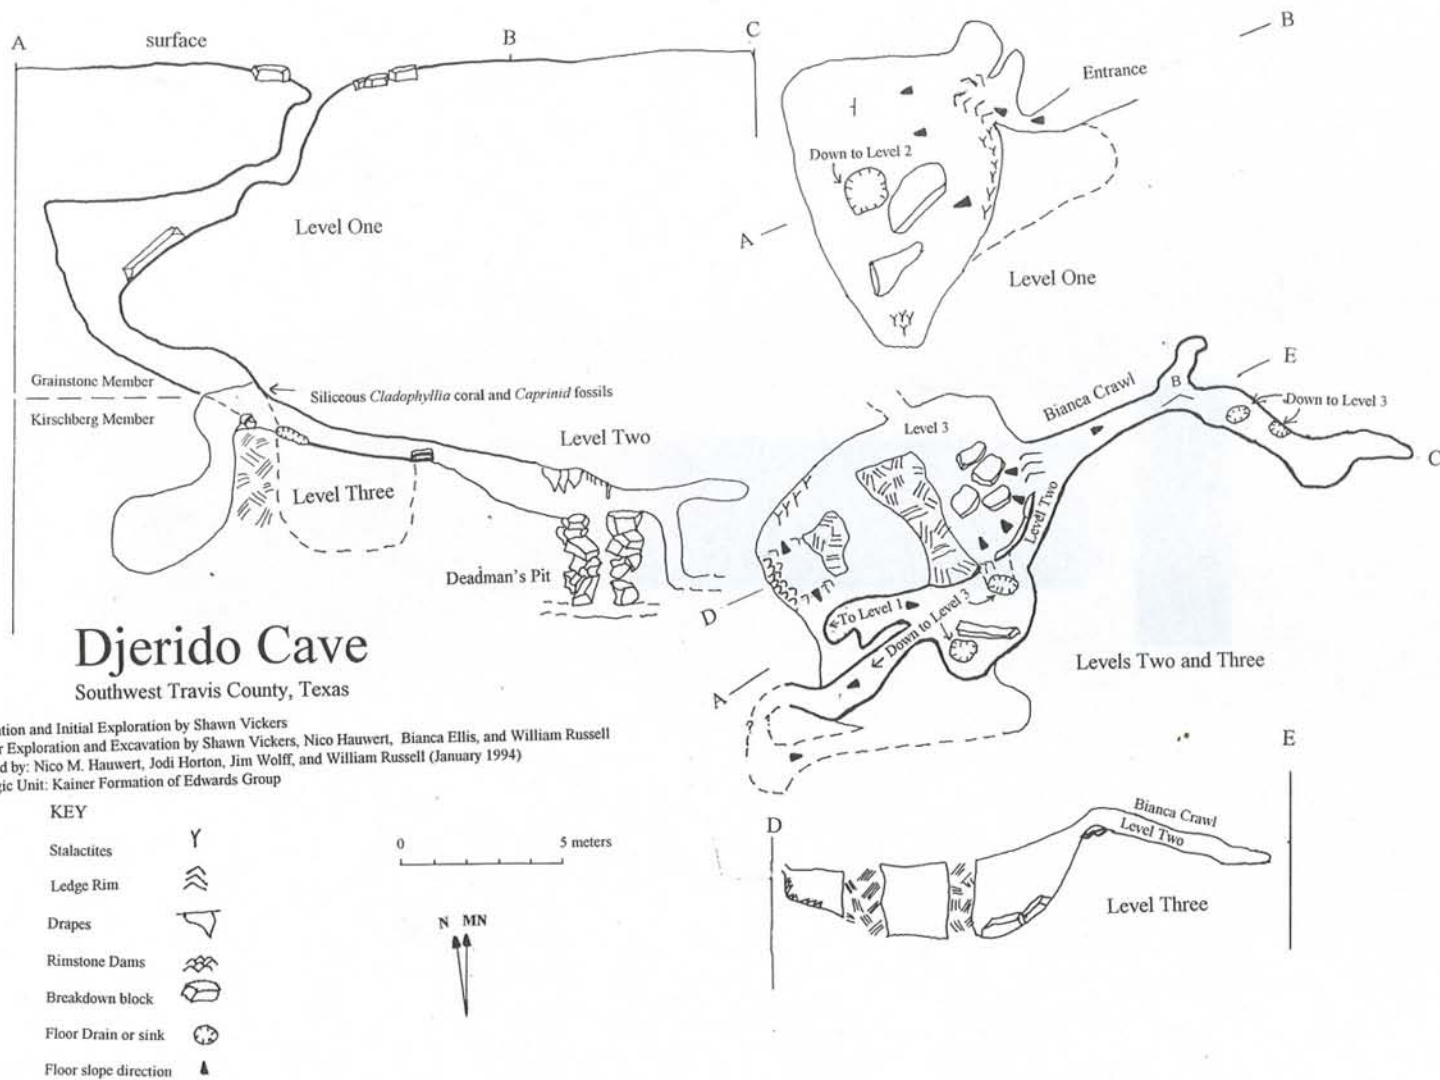 A
surface
B
C
Level One
Grainstone Member
Kirschberg Member
Siliceous Cladophyllia coral and Caprinid fossils
Level Two
Level Three
Deadman's Pit
B
Entrance
Down to Level 2
A
Level One
E
Bianca Crawl
B
Down to Level 3
C
Level 3
Level Two
D
To Level 1
Down to Level 3
A
?
Levels Two and Three
Djerido Cave
Southwest Travis County, Texas
and Initial Exploration by Shawn Vickers
Exploration and Excavation by Shawn Vickers, Nico Hauwert, Bianca Ellis, and William Russell
by: Nico M. Hauwert, Jodi Horton, Jim Wolff, and William Russell (January 1994)
Unit: Kainer Formation of Edwards Group
KEY
Stalactites
Ledge Rim
Drapes
Rimstone Dams
Breakdown block
Floor Drain or sink
Floor slope direction
0 5 meters
N MN
D
E
Bianca Crawl
Level Two
Level Three